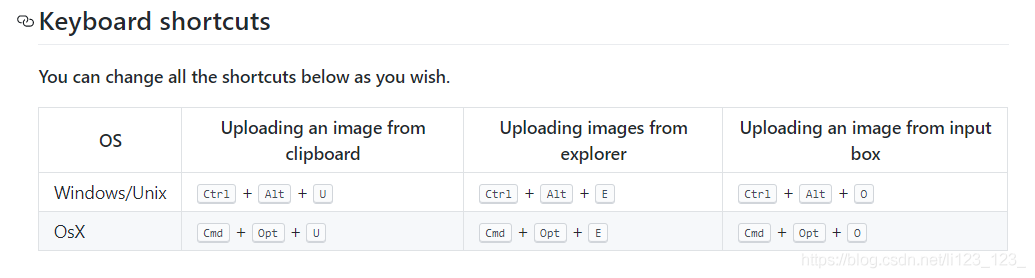 Keyboard shortcuts
You can change all the shortcuts below as you wish.
OS
Uploading an image from
clipboard
Uploading images from
explorer
Uploading an image from input
box
Windows/Unix
Ctrl + Alt + U
Ctrl + Alt + E
Ctrl + Alt + O
OsX
Cmd + Opt + U
Cmd + Opt + E
Cmd + Opt + O
https://blog.csdn.net/li123_123_